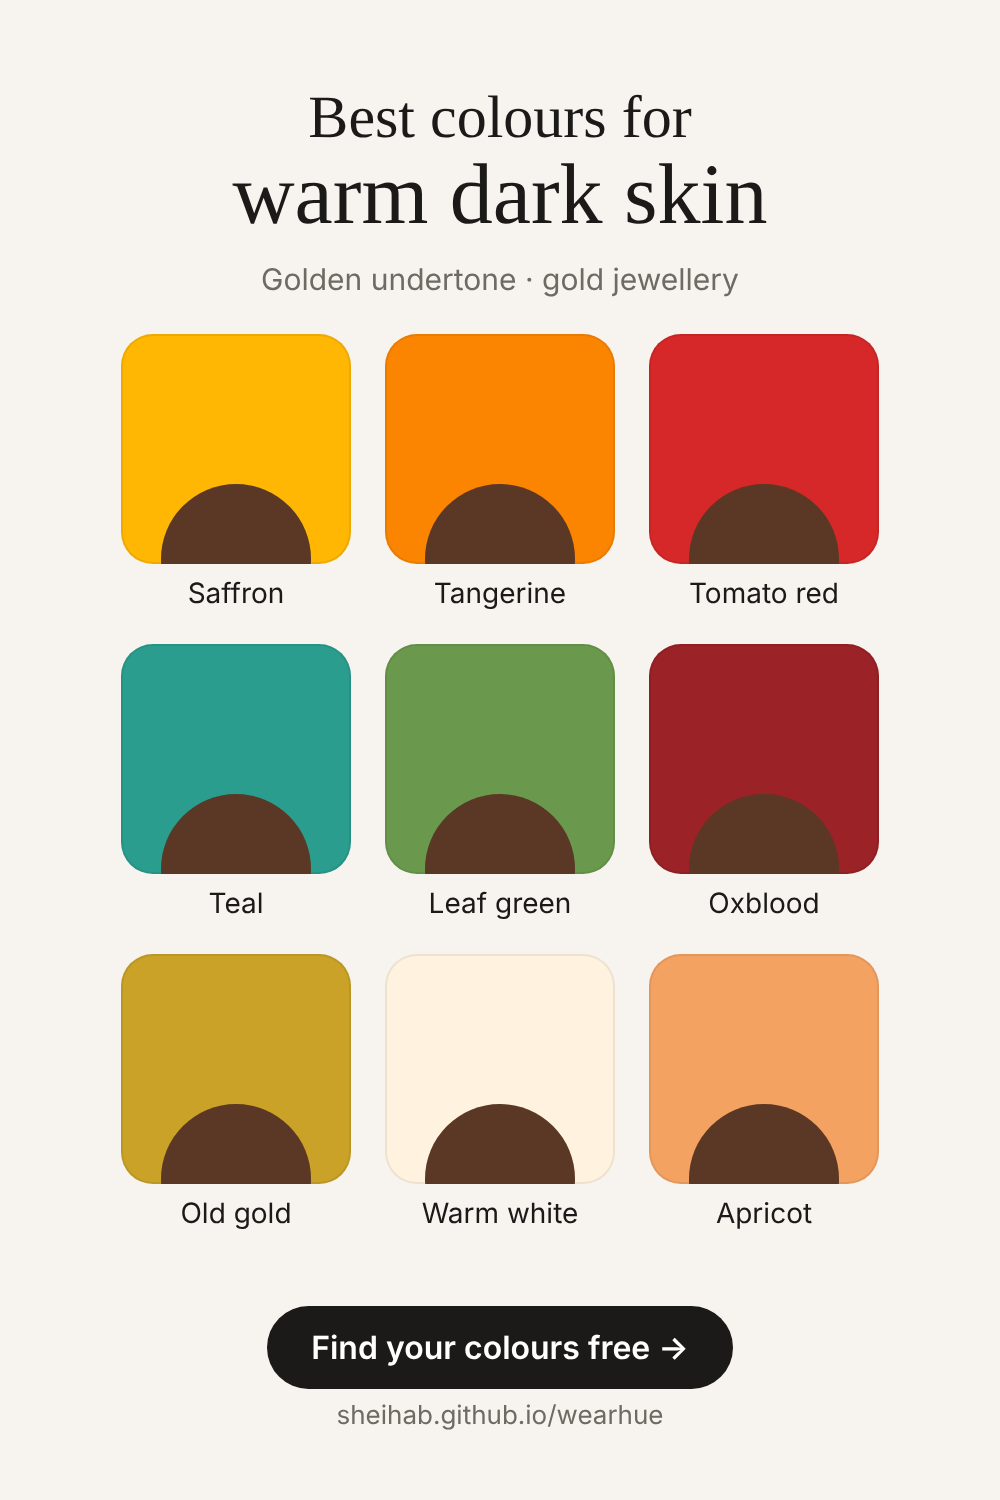 Best colours for
warm dark skin
Golden undertone · gold jewellery
Saffron
Tangerine
Tomato red
Teal
Leaf green
Oxblood
Old gold
Warm white
Apricot
Find your colours free →
sheihab.github.io/wearhue